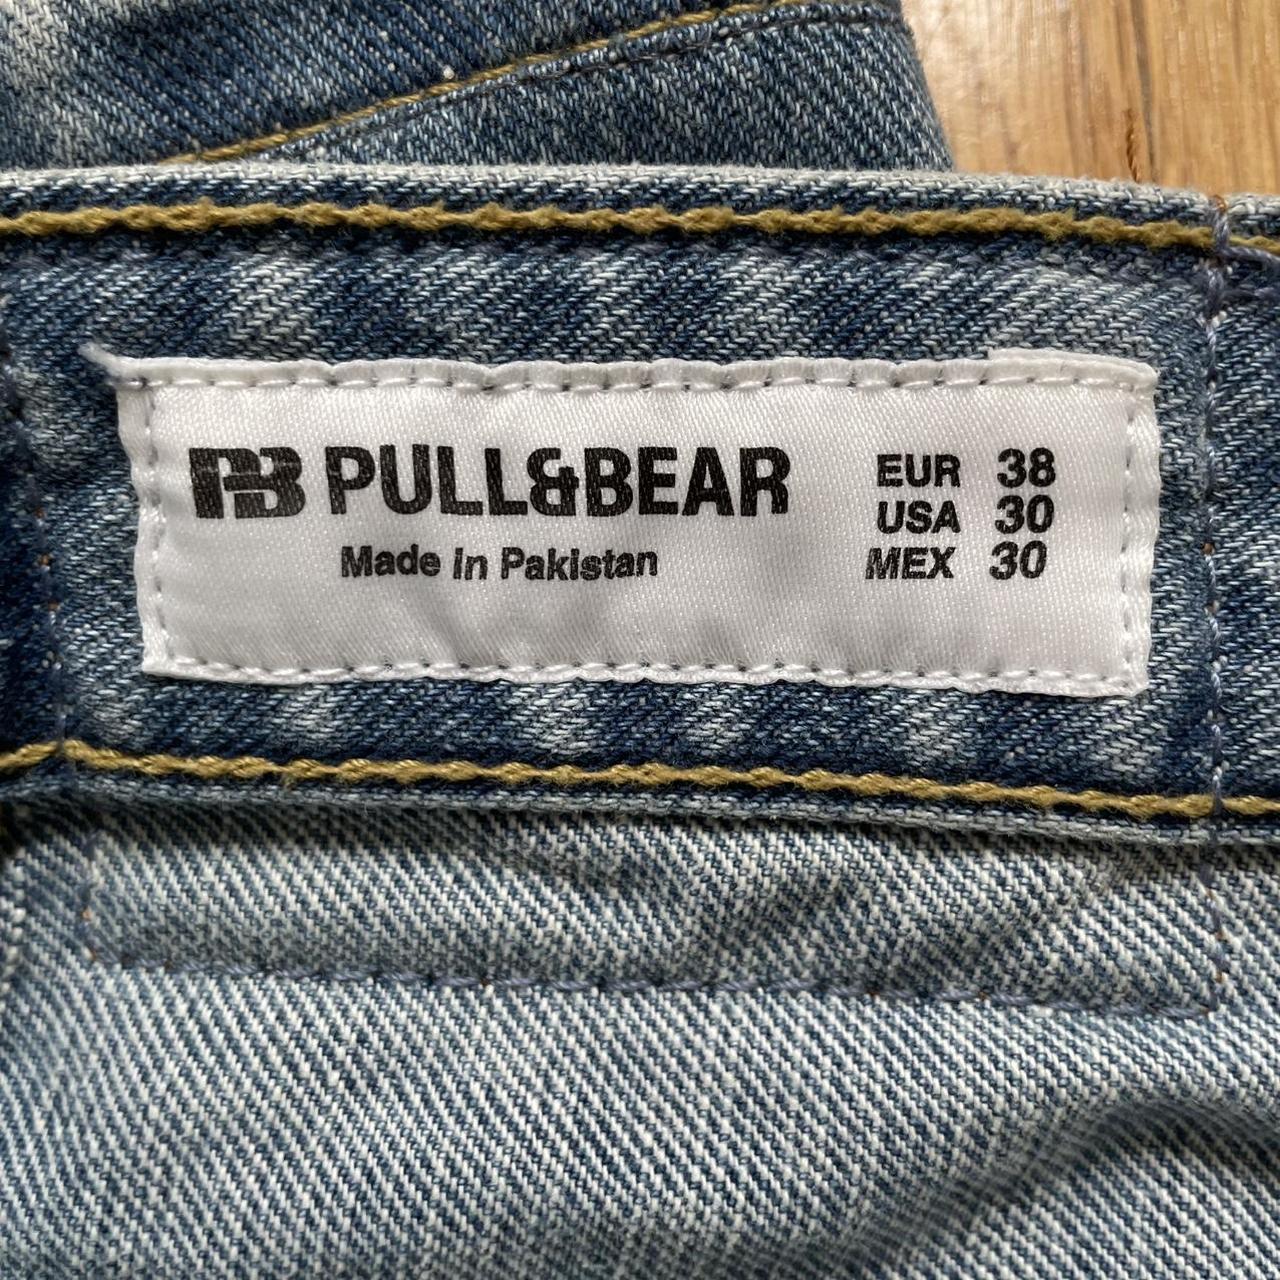 PB PULL&BEAR
Made in Pakistan
EUR 38
USA 30
MEX 30